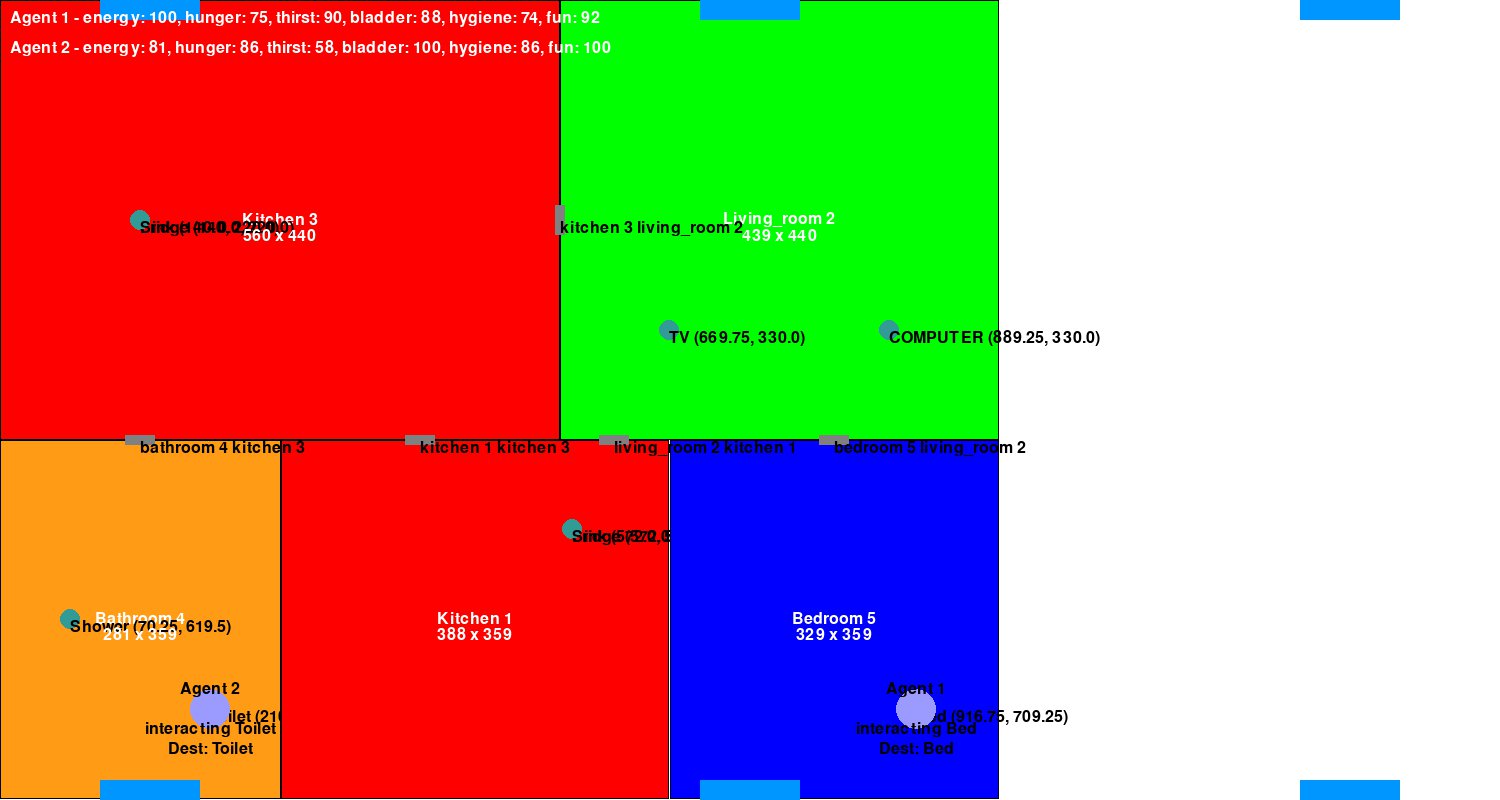 Agent 1 - energy: 100, hunger: 75, thirst: 90, bladder: 88, hygiene: 74, fun: 92
Agent 2 - energy: 81, hunger: 86, thirst: 58, bladder: 100, hygiene: 86, fun: 100
Kitchen 3
560 x 440
Living_room 2
439 x 440
kitchen 3 living_room 2
TV (669.75, 330.0)
COMPUTER (889.25, 330.0)
bathroom 4 kitchen 3
kitchen 1 kitchen 3
living_room 2 kitchen 1
bedroom 5 living_room 2
Bathroom 4
281 x 359
Shower (70.25, 619.5)
Kitchen 1
388 x 359
Bedroom 5
329 x 359
Agent 2
interacting Toilet
Dest: Toilet
Agent 1
(916.75, 709.25)
interacting Bed
Dest: Bed